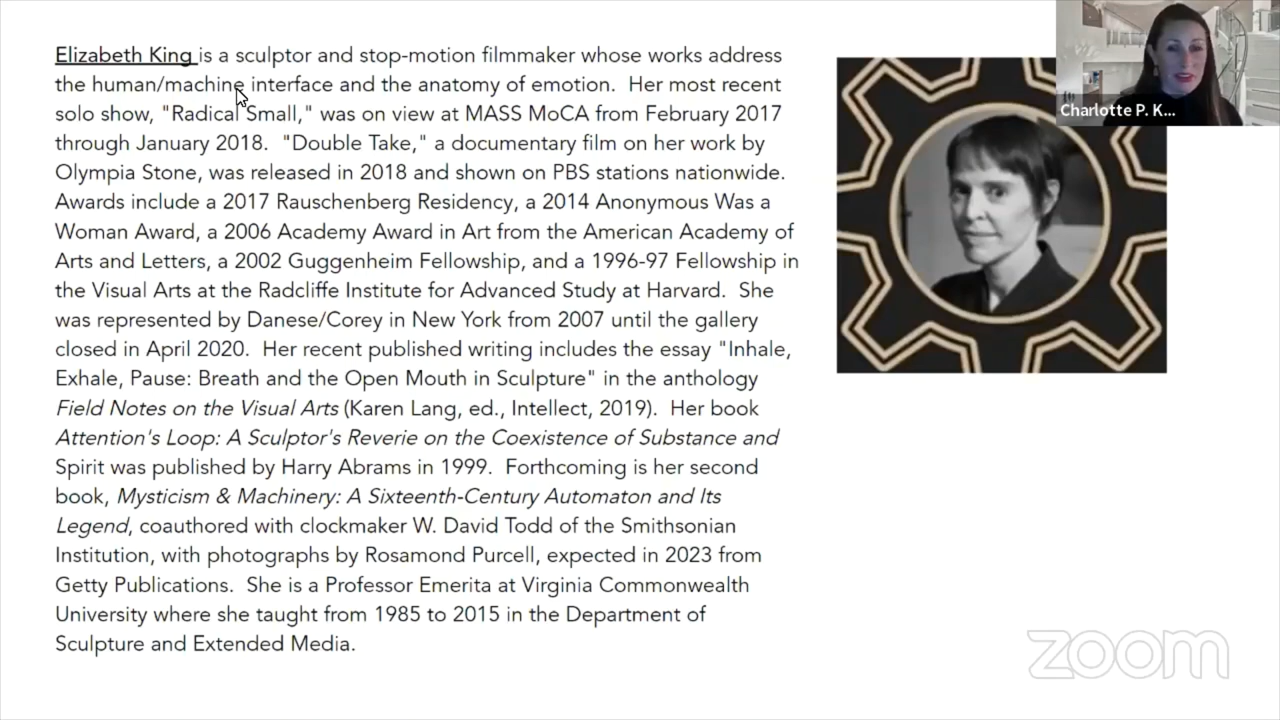 Elizabeth King is a sculptor and stop-motion filmmaker whose works address
the human/machine interface and the anatomy of emotion. Her most recent
solo show, "Radical Small," was on view at MASS MoCA from February 2017
through January 2018. "Double Take," a documentary film on her work by
Olympia Stone, was released in 2018 and shown on PBS stations nationwide.
Awards include a 2017 Rauschenberg Residency, a 2014 Anonymous Was a
Woman Award, a 2006 Academy Award in Art from the American Academy of
Arts and Letters, a 2002 Guggenheim Fellowship, and a 1996-97 Fellowship in
the Visual Arts at the Radcliffe Institute for Advanced Study at Harvard. She
was represented by Danese/Corey in New York from 2007 until the gallery
closed in April 2020. Her recent published writing includes the essay "Inhale,
Exhale, Pause: Breath and the Open Mouth in Sculpture" in the anthology
Field Notes on the Visual Arts (Karen Lang, ed., Intellect, 2019). Her book
Attention's Loop: A Sculptor's Reverie on the Coexistence of Substance and
Spirit was published by Harry Abrams in 1999. Forthcoming is her second
book, Mysticism & Machinery: A Sixteenth-Century Automaton and Its
Legend, coauthored with clockmaker W. David Todd of the Smithsonian
Institution, with photographs by Rosamond Purcell, expected in 2023 from
Getty Publications. She is a Professor Emerita at Virginia Commonwealth
University where she taught from 1985 to 2015 in the Department of
Sculpture and Extended Media.
Charlotte P. K...
zoom